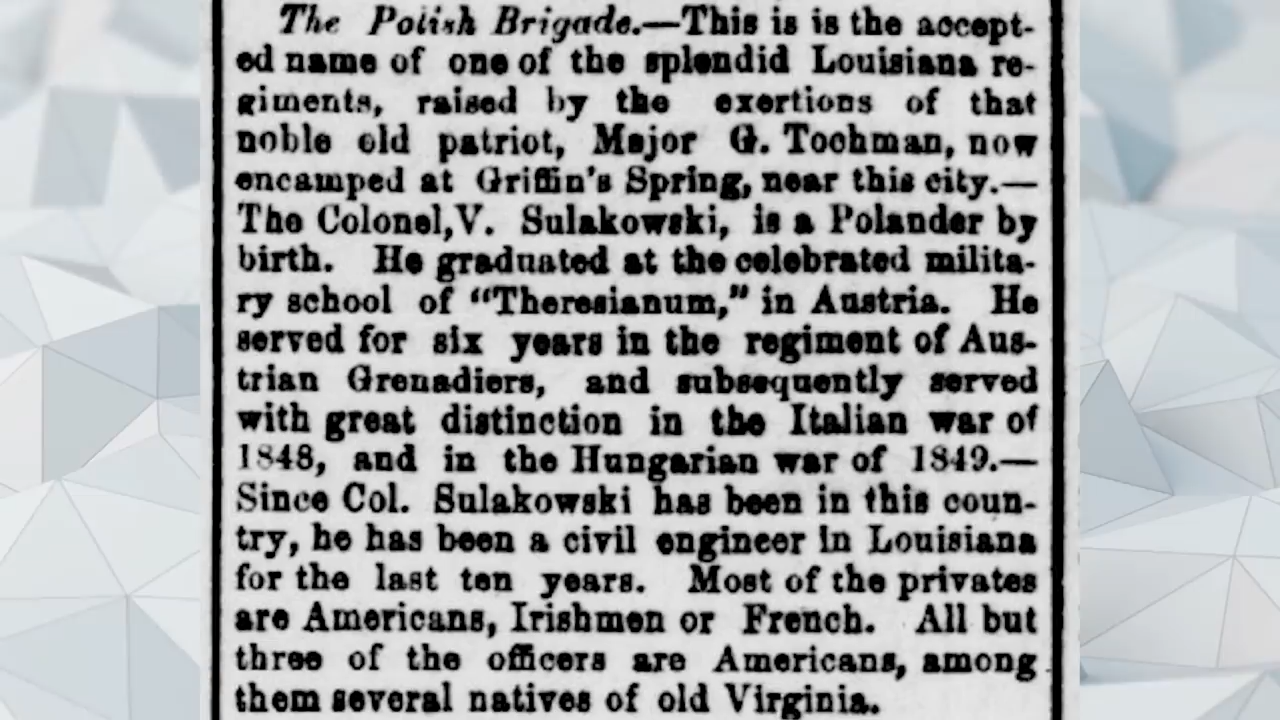 The Polish Brigade.—This is is the accept-
ed name of one of the splendid Louisiana re-
giments, raised by the exertions of that
noble old patriot, Major G. Tochman, now
encamped at Griffin's Spring, near this city.—
The Colonel, V. Sulakowski, is a Polander by
birth. He graduated at the celebrated milita-
ry school of "Theresianum," in Austria. He
served for six years in the regiment of Aus-
trian Grenadiers, and subsequently served
with great distinction in the Italian war of
1848, and in the Hungarian war of 1849.—
Since Col. Sulakowski has been in this coun-
try, he has been a civil engineer in Louisiana
for the last ten years. Most of the privates
are Americans, Irishmen or French. All but
three of the officers are Americans, among
them several natives of old Virginia.